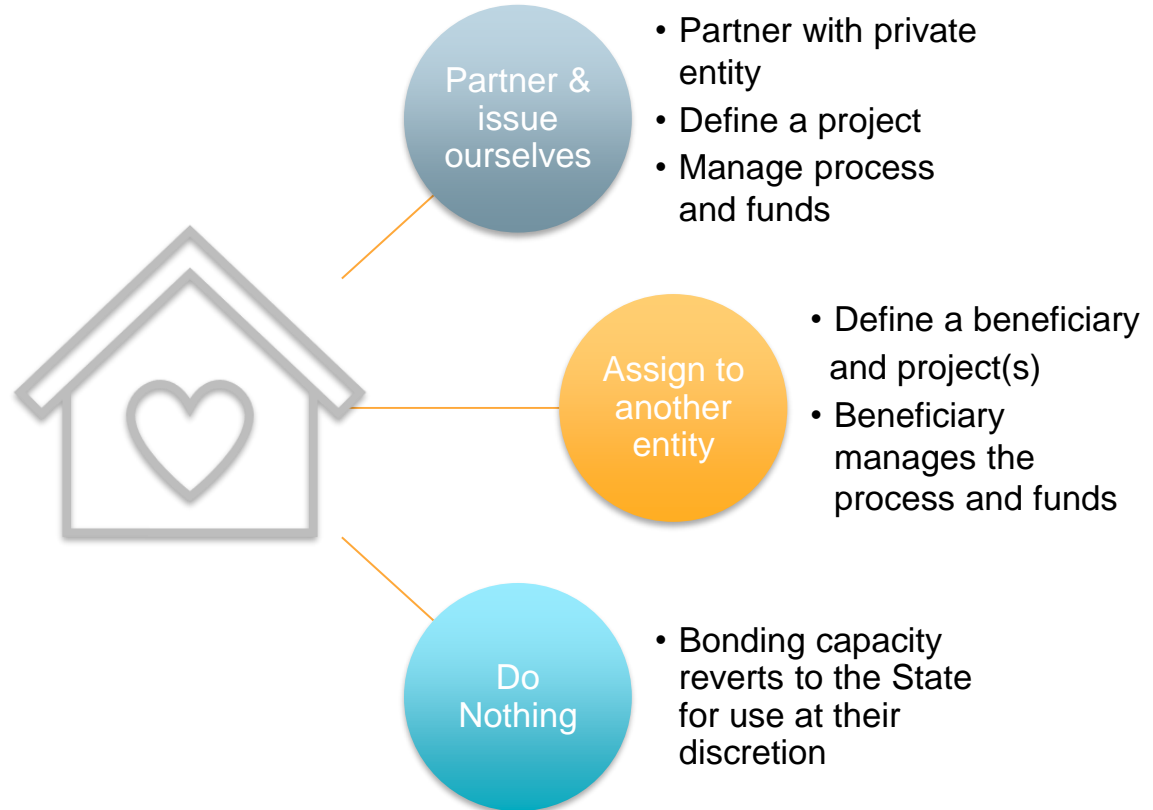 Partner &
issue
ourselves
• Partner with private
entity
• Define a project
• Manage process
and funds
Assign to
another
entity
• Define a beneficiary
and project(s)
• Beneficiary
manages the
process and funds
Do
Nothing
• Bonding capacity
reverts to the State
for use at their
discretion